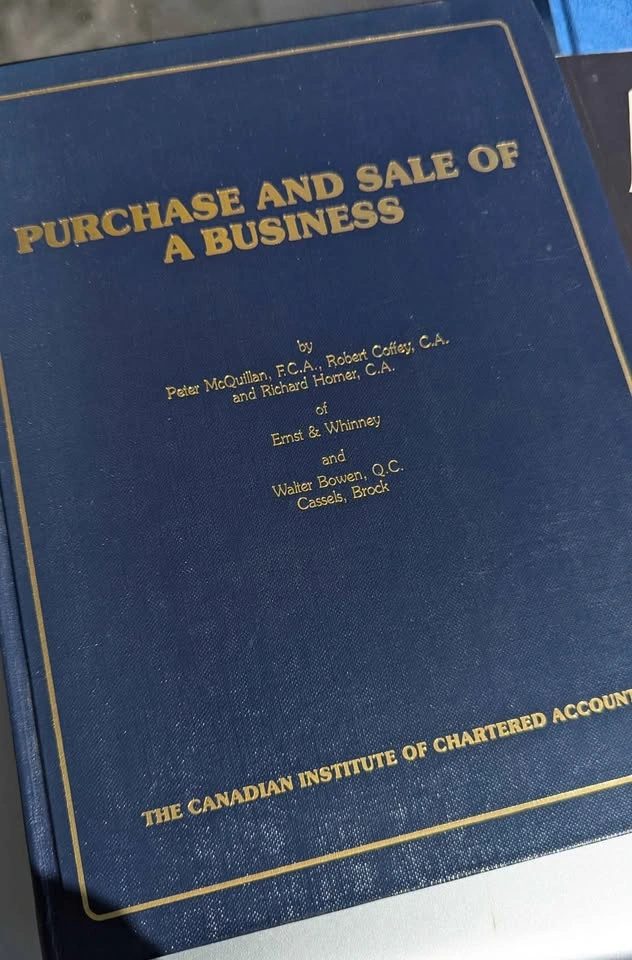 PURCHASE AND SALE OF
A BUSINESS
by
Peter McQuillan, F.C.A., Robert Coffey, C.A.
and Richard Horner, C.A.
of
Ernst & Whinney
and
Walter Bowen, Q.C.
Cassels, Brock
THE CANADIAN INSTITUTE OF CHARTERED ACCOUNT